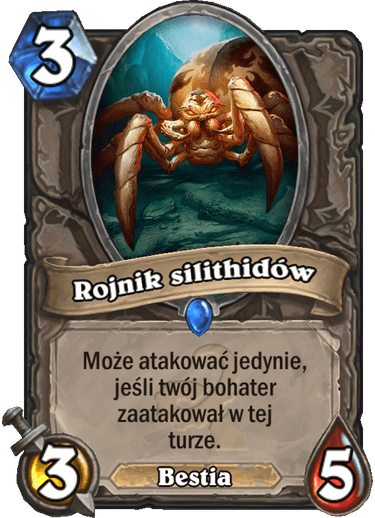 3
Rojnik silithidów
Może atakować jedynie,
jeśli twój bohater
zaatakował w tej
turze.
3
Bestia
5